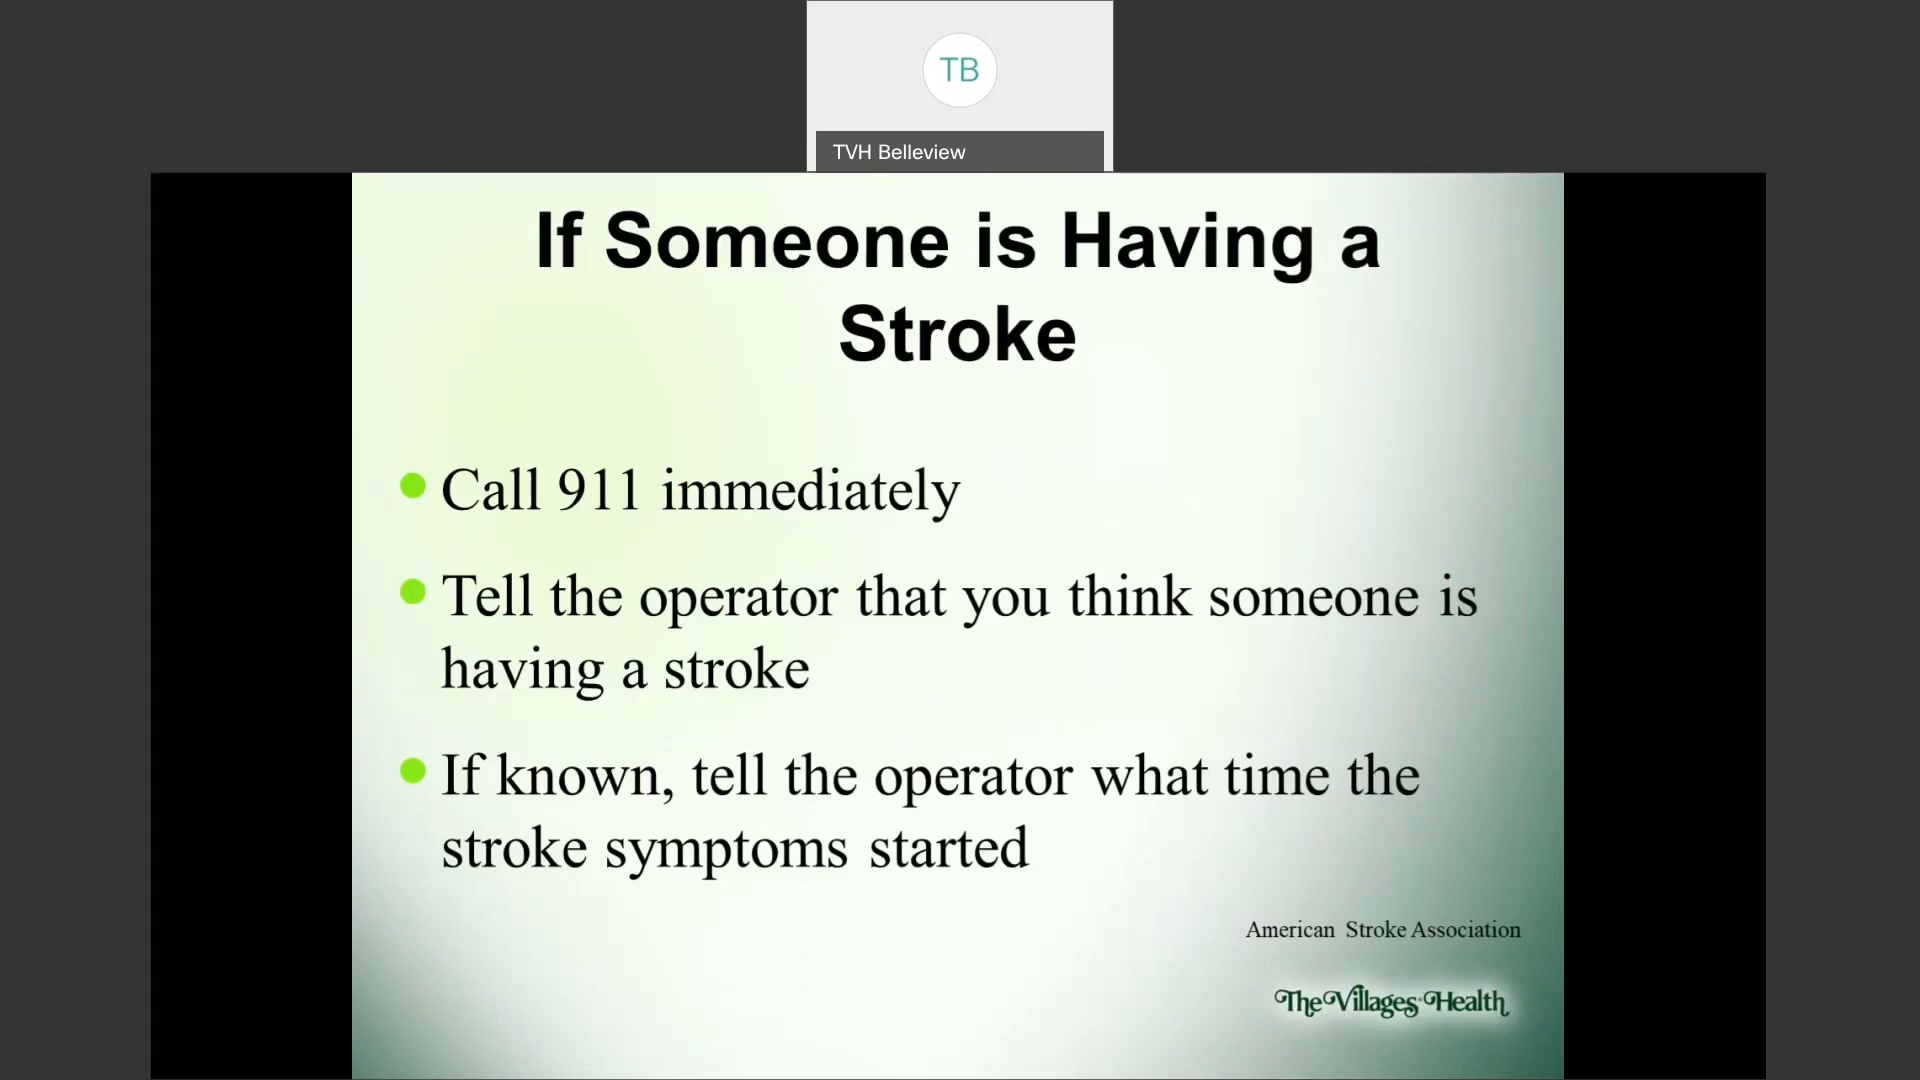 TB
TVH Belleview
If Someone is Having a
Stroke
Call 911 immediately
Tell the operator that you think someone is
having a stroke
If known, tell the operator what time the
stroke symptoms started
American Stroke Association
The Villages Health